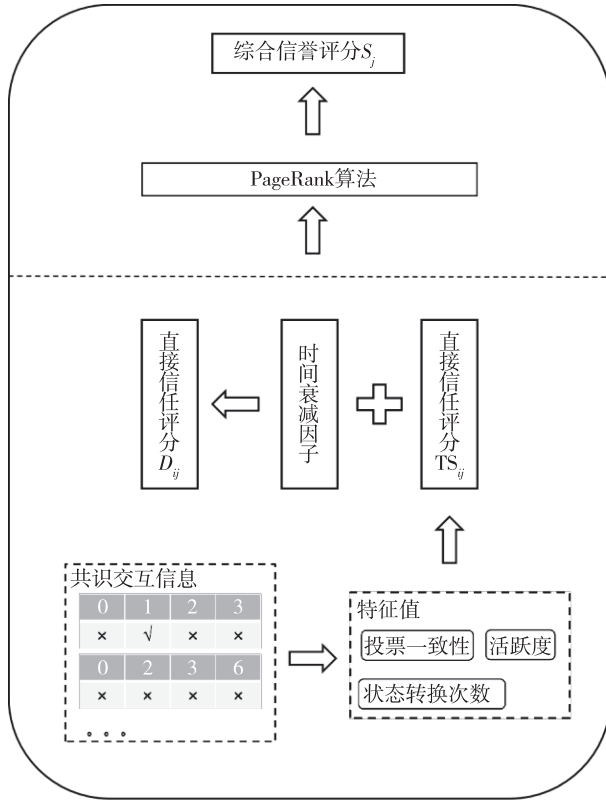 综合信誉评分Sj
PageRank算法
直接信任评分Dij
时间衰减因子
直接信任评分TSij
共识交互信息
0 1 2 3
× √ × ×
0 2 3 6
× × × ×
。。。
特征值
投票一致性 活跃度
状态转换次数